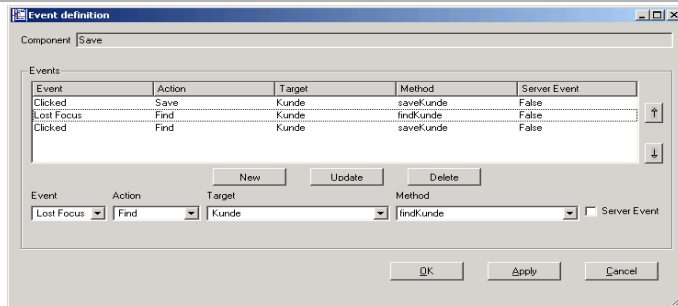 Event definition
Component Save
Events
Event Action Target Method Server Event
Clicked Save Kunde saveKunde False
Lost Focus Find Kunde findKunde False
Clicked Find Kunde saveKunde False
New Update Delete
Event Action Target Method
Lost Focus Find Kunde findKunde Server Event
OK Apply Cancel